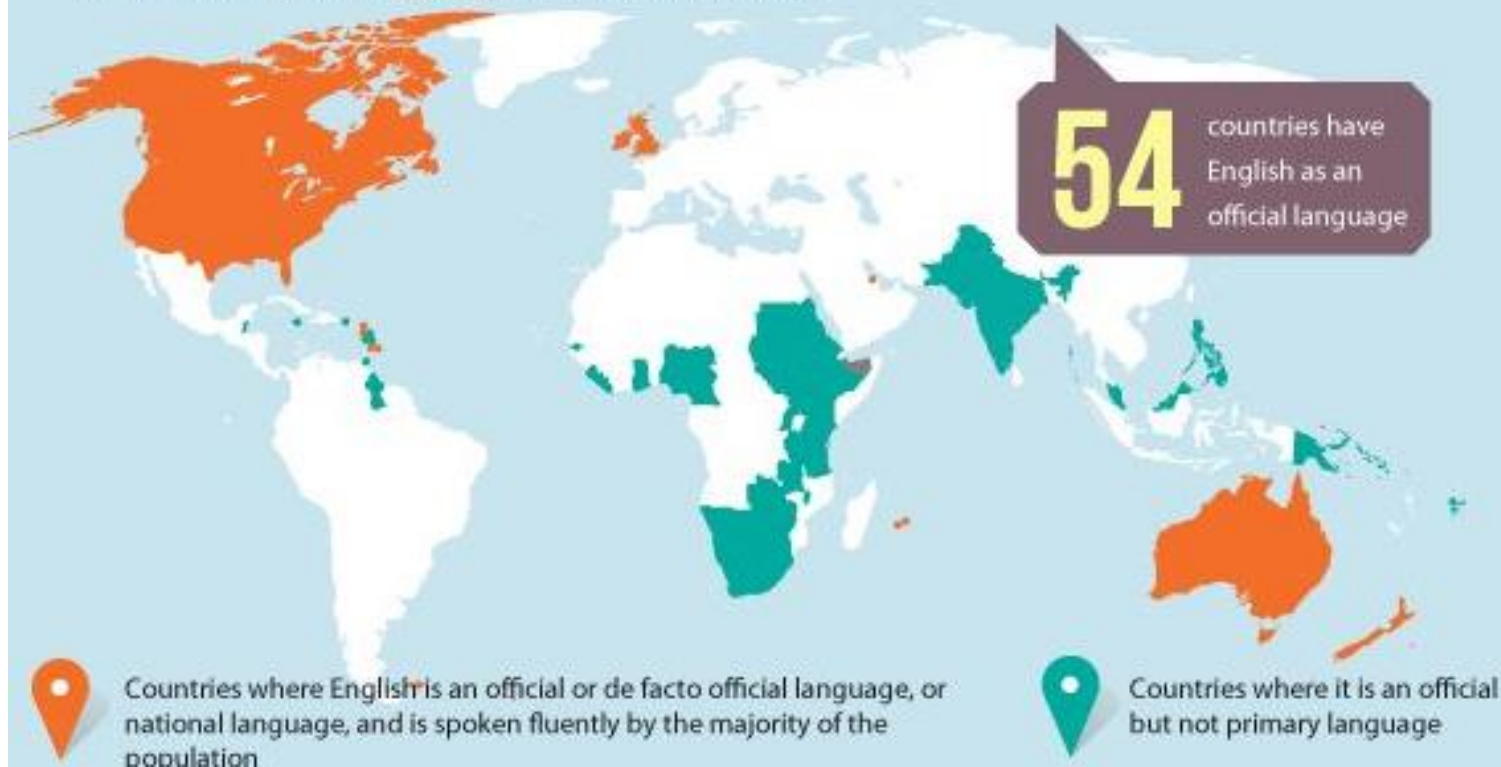 54
countries have
English as an
official language
Countries where English is an official or de facto official language, or
national language, and is spoken fluently by the majority of the
population
Countries where it is an official
but not primary language